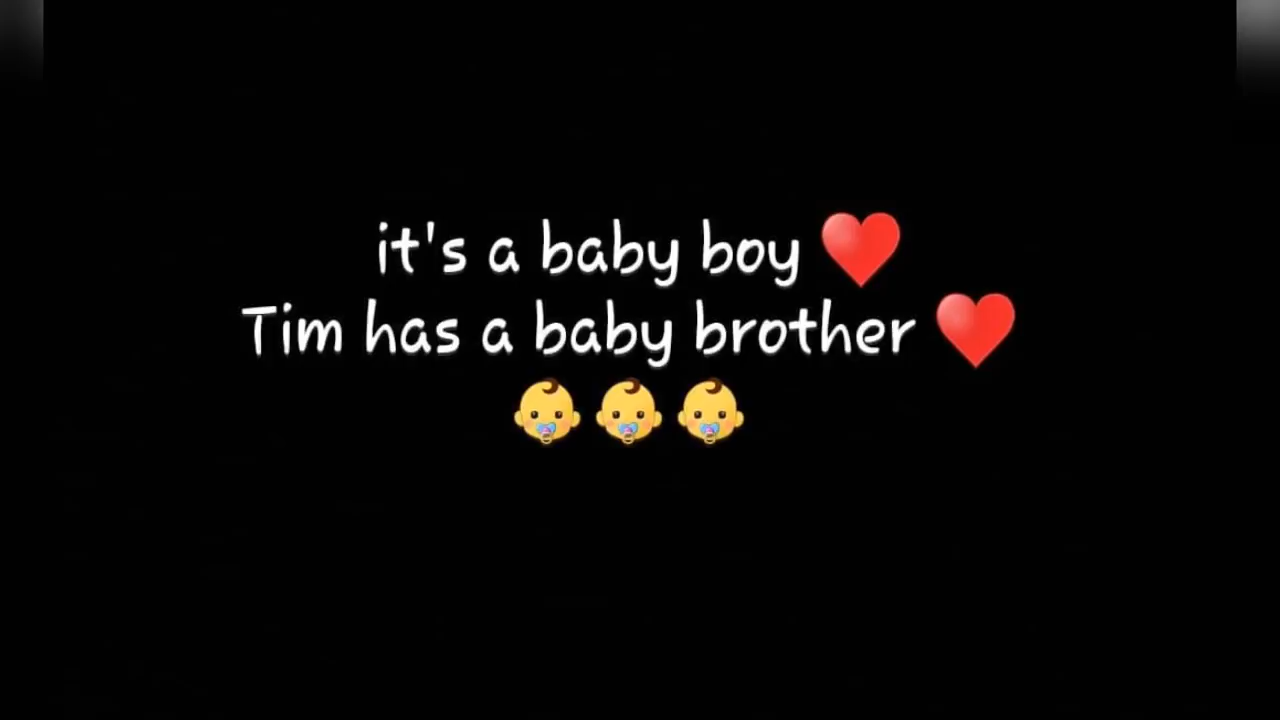 it's a baby boy ♥️
Tim has a baby brother ♥️
👶👶👶